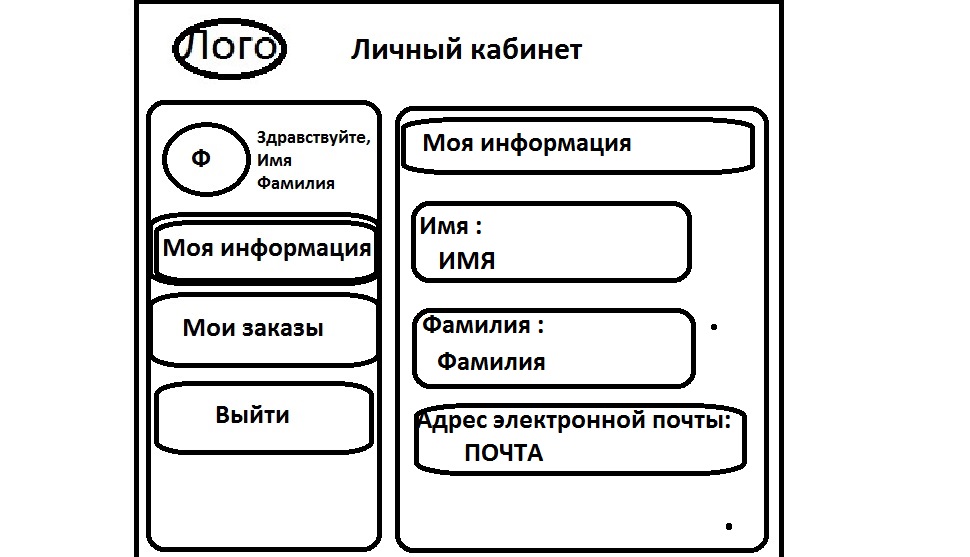 Лого
Личный кабинет
Ф
Здравствуйте,
Имя
Фамилия
Моя информация
Мои заказы
Выйти
Моя информация
Имя :
ИМЯ
Фамилия :
Фамилия
Адрес электронной почты:
ПОЧТА